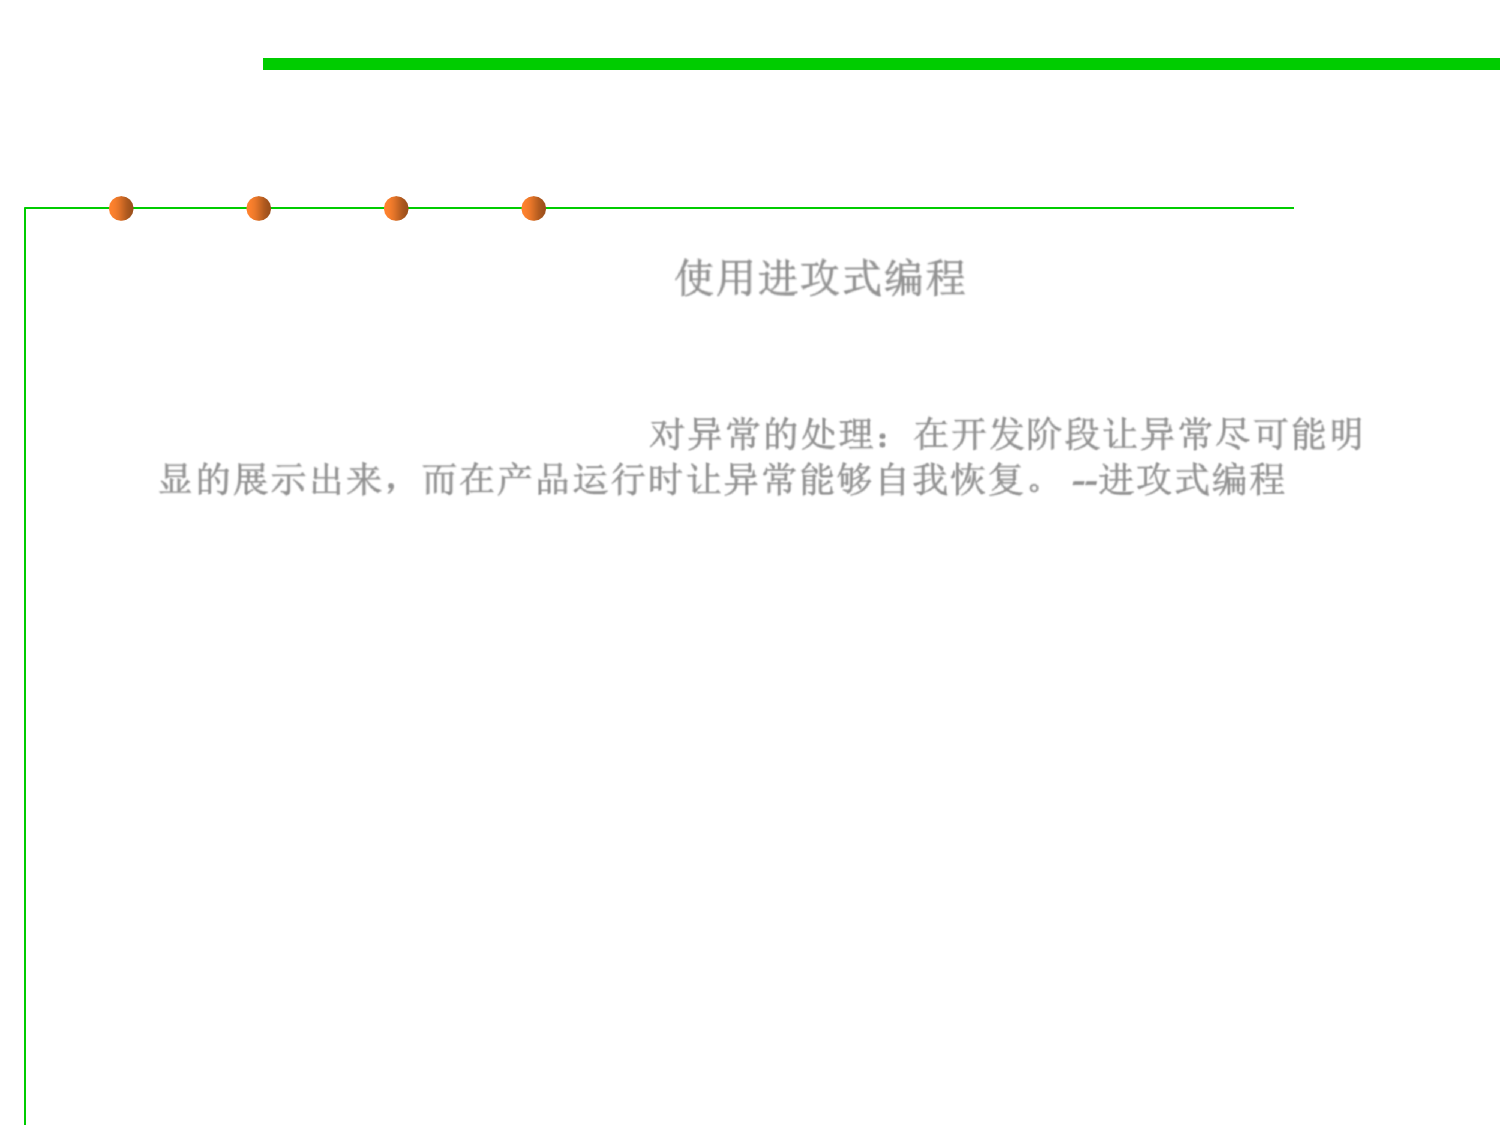 使用进攻式编程
对异常的处理：在开发阶段让异常尽可能明
显的展示出来，而在产品运行时让异常能够自我恢复。--进攻式编程